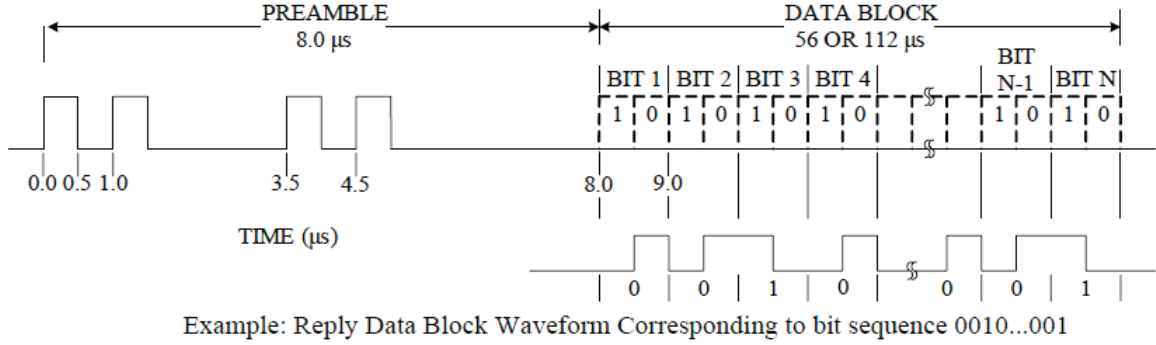 PREAMBLE
8.0 μs
DATA BLOCK
56 OR 112 μs
BIT 1 BIT 2 BIT 3 BIT 4 BIT N-1 BIT N
1 0 1 0 1 0 1 0 1 0 1 0
0.0 0.5 1.0 3.5 4.5 8.0 9.0
TIME (μs)
0 0 1 0 0 0 1
Example: Reply Data Block Waveform Corresponding to bit sequence 0010...001